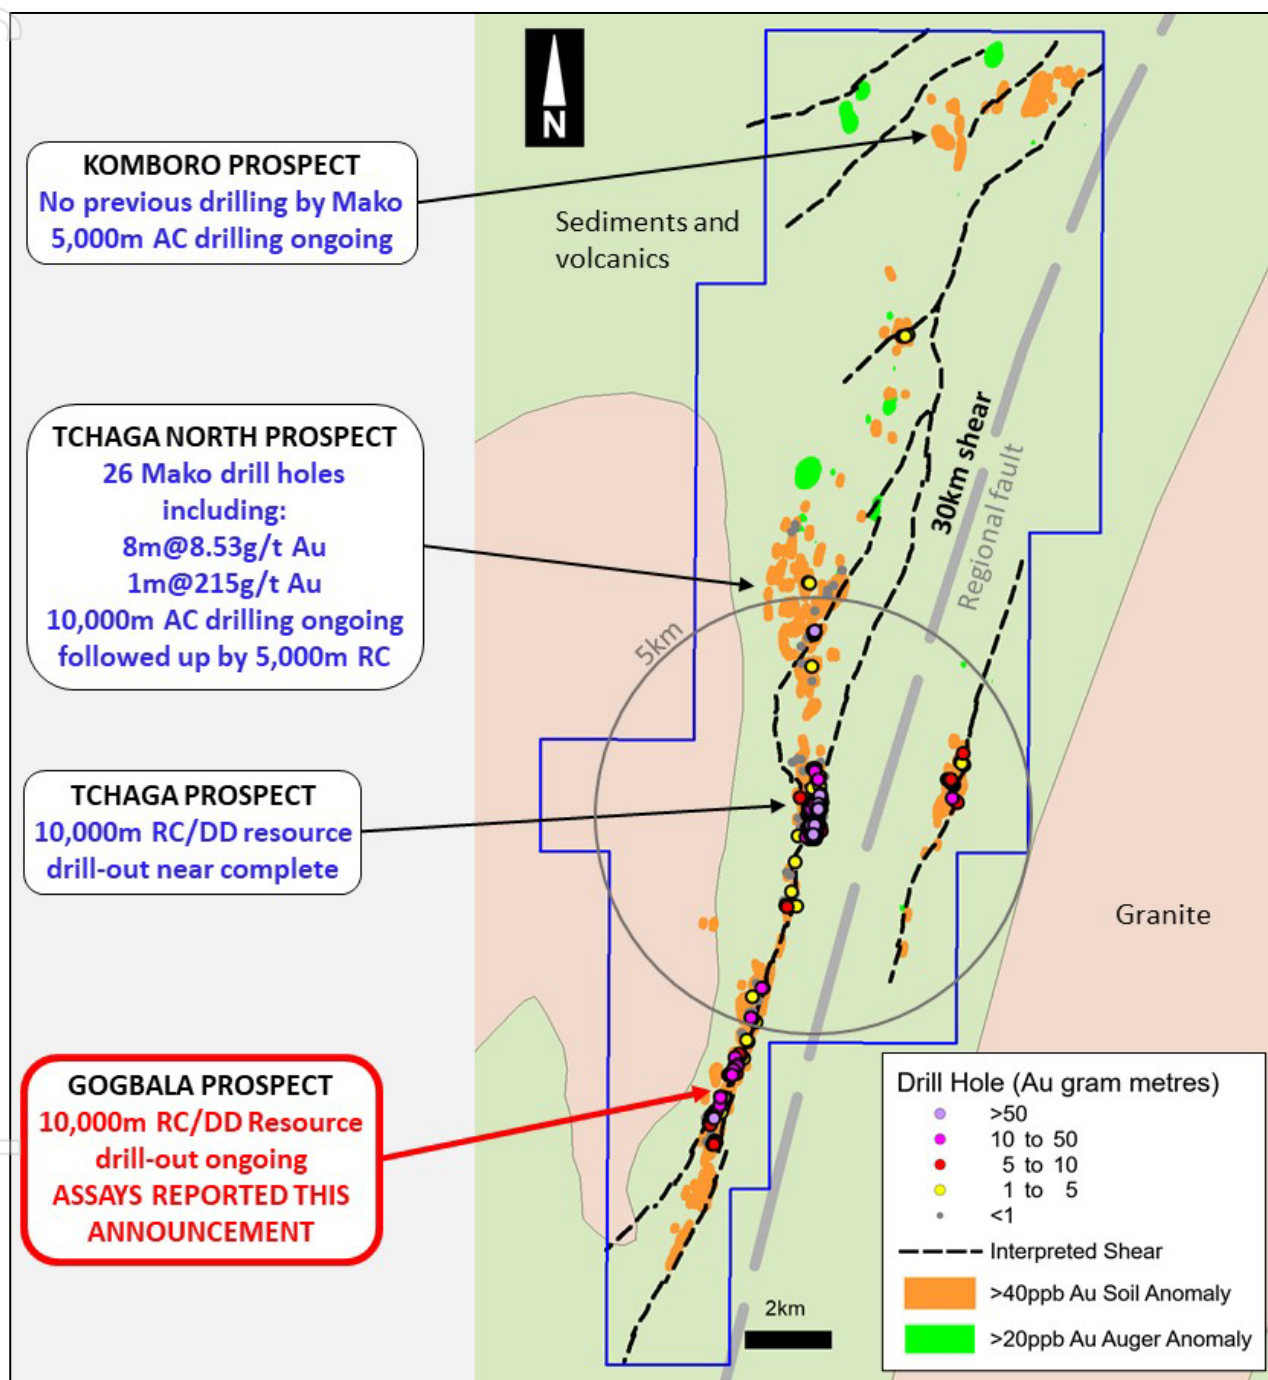 N
KOMBORO PROSPECT
No previous drilling by Mako
5,000m AC drilling ongoing
Sediments and
volcanics
TCHAGA NORTH PROSPECT
26 Mako drill holes
including:
8m@8.53g/t Au
1m@215g/t Au
10,000m AC drilling ongoing
followed up by 5,000m RC
30km shear
Regional fault
5km
TCHAGA PROSPECT
10,000m RC/DD resource
drill-out near complete
Granite
GOGBALA PROSPECT
10,000m RC/DD Resource
drill-out ongoing
ASSAYS REPORTED THIS
ANNOUNCEMENT
2km
Drill Hole (Au gram metres)
>50
10 to 50
5 to 10
1 to 5
<1
Interpreted Shear
>40ppb Au Soil Anomaly
>20ppb Au Auger Anomaly